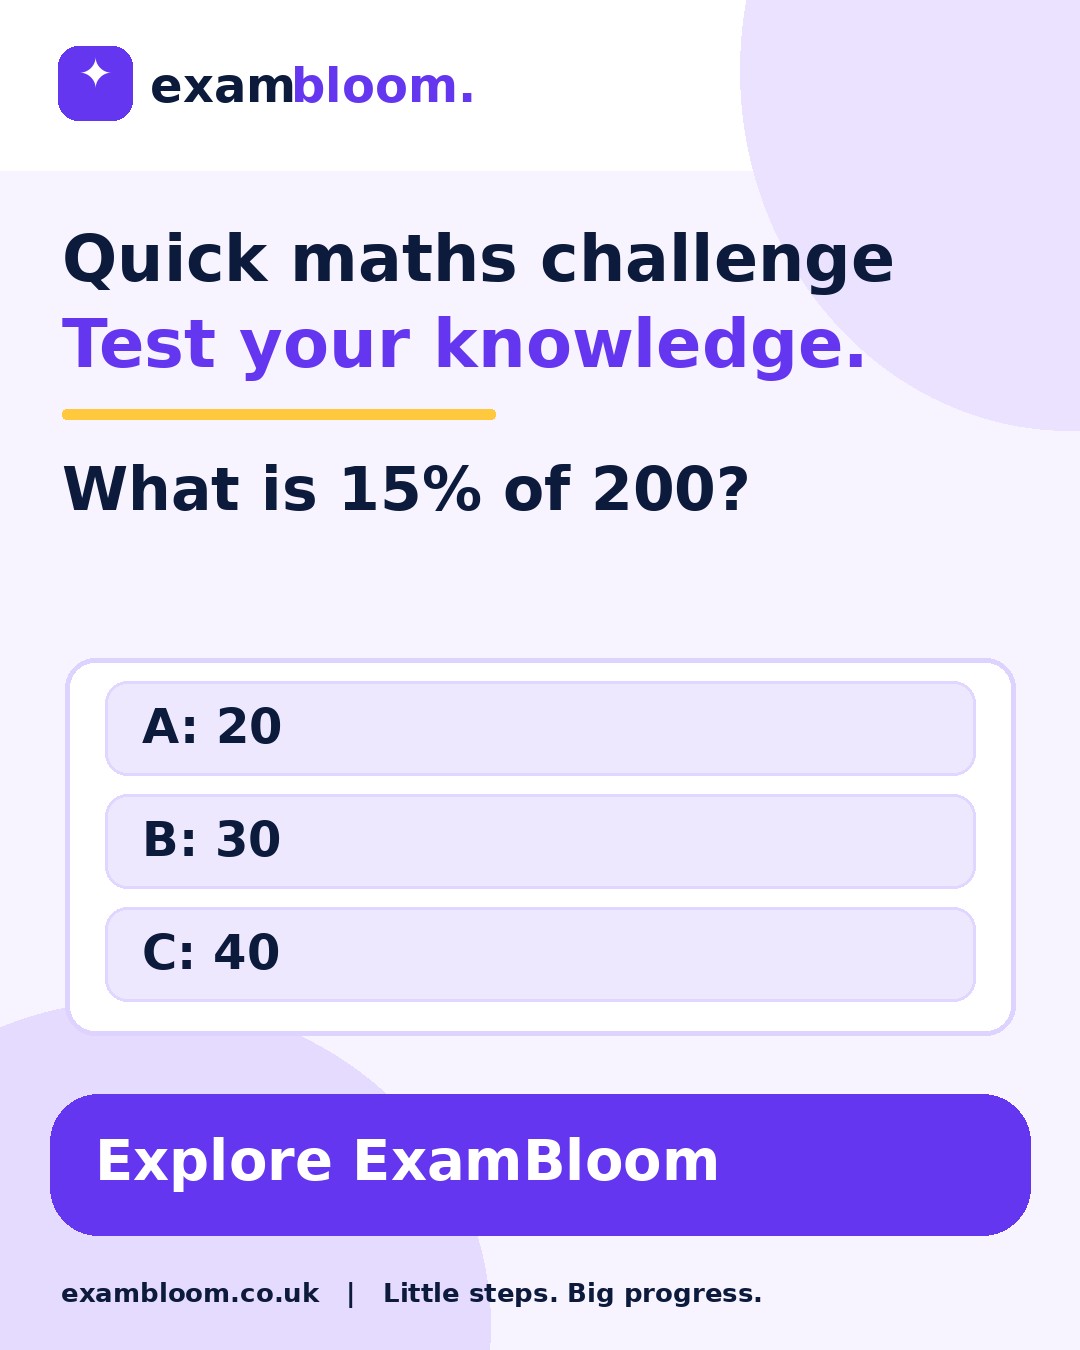 exambloom.
Quick maths challenge
Test your knowledge.
What is 15% of 200?
A: 20
B: 30
C: 40
Explore ExamBloom
exambloom.co.uk | Little steps. Big progress.